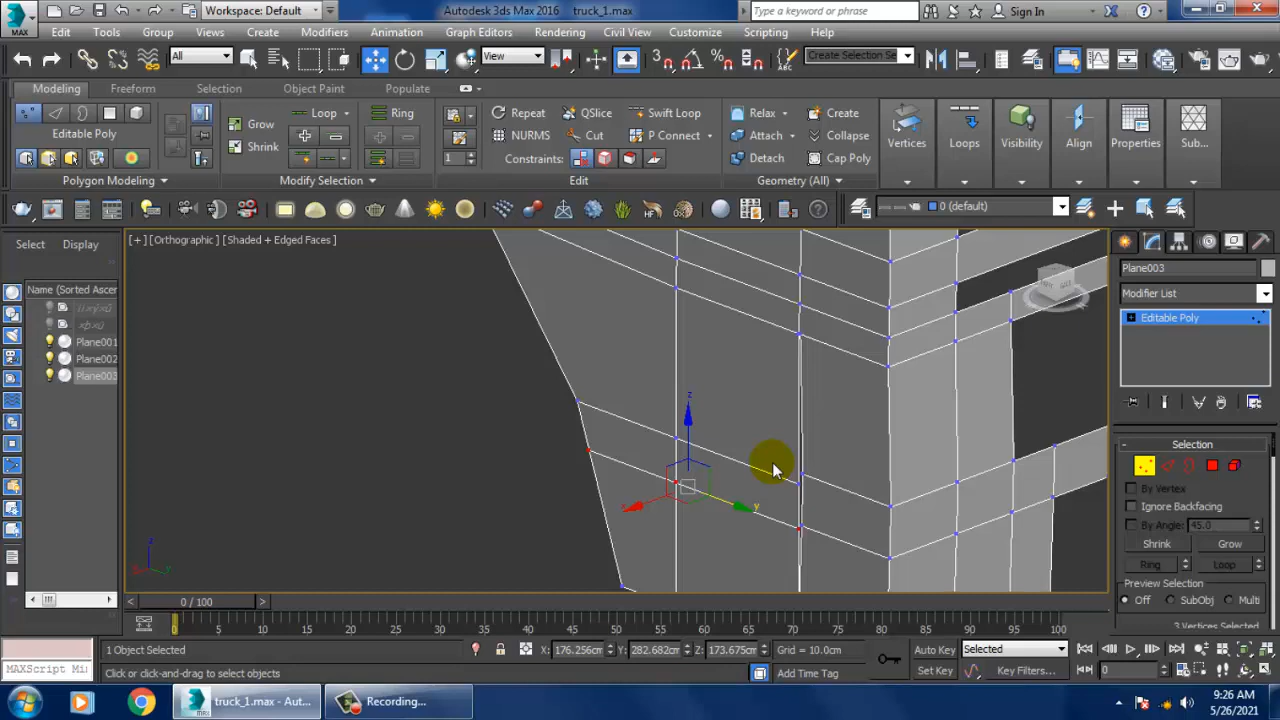 MAX
Workspace: Default
Autodesk 3ds Max 2016    truck_1.max
Type a keyword or phrase
Sign In
Edit Tools Group Views Create Modifiers Animation Graph Editors Rendering Civil View Customize Scripting Help
All
View
Create Selection Se
Modeling Freeform Selection Object Paint Populate
Loop Ring Repeat QSlice Swift Loop Relax Create
Grow
Editable Poly
Shrink
NURMS Cut P Connect Attach Collapse
1
Constraints:
Detach Cap Poly
Vertices Loops Visibility Align Properties Sub...
Polygon Modeling Modify Selection Edit Geometry (All)
HF
0 (default)
Select Display
[+] [Orthographic] [Shaded + Edged Faces]
Name (Sorted Ascen
Plane001
Plane002
Plane003
z
x
y
z
x
y
Plane003
Modifier List
Editable Poly
Selection
By Vertex
Ignore Backfacing
By Angle: 45.0
Shrink Grow
Ring Loop
Preview Selection
Off SubObj Multi
3 Vertices Selected
0 / 100
0 5 10 15 20 25 30 35 40 45 50 55 60 65 70 75 80 85 90 95 100
1 Object Selected
X: 176.256cm Y: 282.682cm Z: 173.675cm Grid = 10.0cm
Auto Key Selected
MAXScript Mi
Click or click-and-drag to select objects
Add Time Tag
Set Key Key Filters...
0
truck_1.max - Aut...
Recording...
9:26 AM
5/26/2021